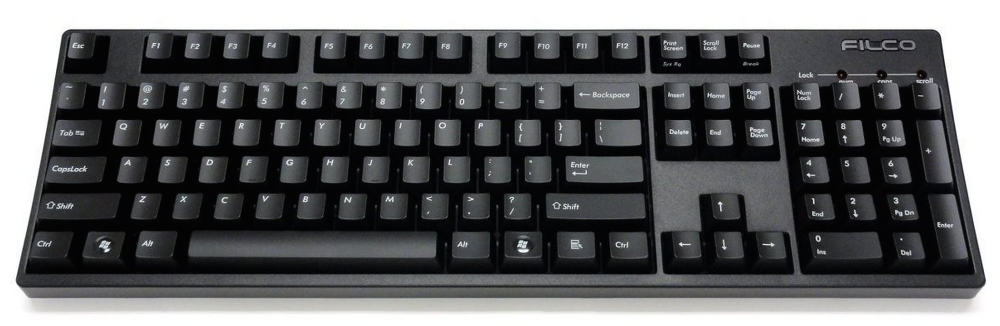 Esc F1 F2 F3 F4 F5 F6 F7 F8 F9 F10 F11 F12 Print Screen Scroll Lock Pause FILCO
Sys Rq Break
Lock num caps scroll
~ ! @ # $ % ^ & * ( ) — +
` 1 2 3 4 5 6 7 8 9 0 - = ← Backspace Insert Home Page Up Num Lock / * -
Tab Q W E R T Y U I O P { [ } ] ¦ \ Delete End Page Down 7 Home 8 ↑ 9 Pg Up +
CapsLock A S D F G H J K L : ; " ' Enter 4 ← 5 6 →
Shift Z X C V B N M < , > . ? / Shift ↑ 1 End 2 ↓ 3 Pg Dn Enter
Ctrl Alt Alt Ctrl ← ↓ → 0 Ins . Del